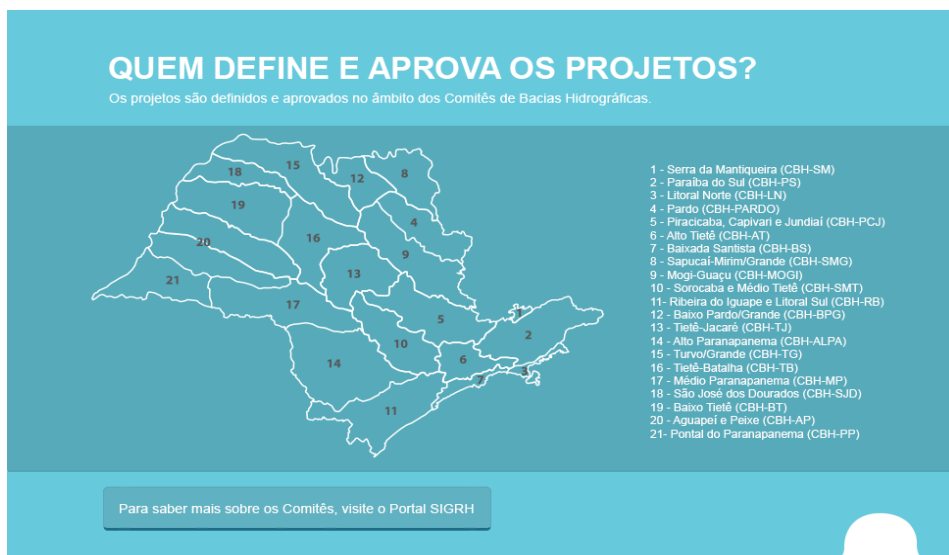 QUEM DEFINE E APROVA OS PROJETOS?
Os projetos são definidos e aprovados no âmbito dos Comitês de Bacias Hidrográficas.
15
18
12
8
19
4
20
16
9
13
21
17
5
1
2
10
14
6
3
7
11
1 - Serra da Mantiqueira (CBH-SM)
2 - Paraíba do Sul (CBH-PS)
3 - Litoral Norte (CBH-LN)
4 - Pardo (CBH-PARDO)
5 - Piracicaba, Capivari e Jundiaí (CBH-PCJ)
6 - Alto Tietê (CBH-AT)
7 - Baixada Santista (CBH-BS)
8 - Sapucaí-Mirim/Grande (CBH-SMG)
9 - Mogi-Guaçu (CBH-MOGI)
10 - Sorocaba e Médio Tietê (CBH-SMT)
11- Ribeira do Iguape e Litoral Sul (CBH-RB)
12 - Baixo Pardo/Grande (CBH-BPG)
13 - Tietê-Jacaré (CBH-TJ)
14 - Alto Paranapanema (CBH-ALPA)
15 - Turvo/Grande (CBH-TG)
16 - Tietê-Batalha (CBH-TB)
17 - Médio Paranapanema (CBH-MP)
18 - São José dos Dourados (CBH-SJD)
19 - Baixo Tietê (CBH-BT)
20 - Aguapeí e Peixe (CBH-AP)
21- Pontal do Paranapanema (CBH-PP)
Para saber mais sobre os Comitês, visite o Portal SIGRH